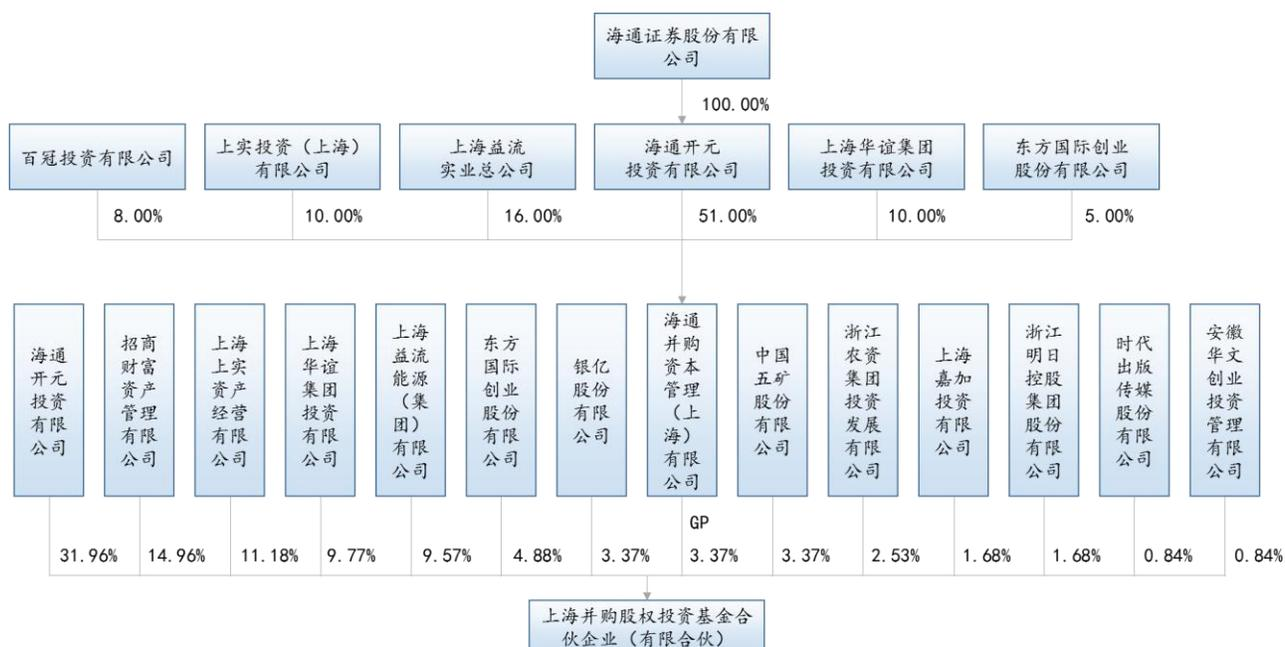 海通证券股份有限
公司
100.00%
百冠投资有限公司
上实投资（上海）
有限公司
上海益流
实业总公司
海通开元
投资有限公司
上海华谊集团
投资有限公司
东方国际创业
股份有限公司
8.00%
10.00%
16.00%
51.00%
10.00%
5.00%
海通
开元
投资
有限
公司
招商
财富
资产
管理
有限
公司
上海
上实
资产
经营
有限
公司
上海
华谊
集团
投资
有限
公司
上海
益流
能源
（集
团）
有限
公司
东方
国际
创业
股份
有限
公司
银亿
股份
有限
公司
海通
并购
资本
管理
（上
海）
有限
公司
中国
五矿
股份
有限
公司
浙江
农资
集团
投资
发展
有限
公司
上海
嘉加
投资
有限
公司
浙江
明日
控股
集团
股份
有限
公司
时代
出版
传媒
股份
有限
公司
安徽
华文
创业
投资
管理
有限
公司
GP
31.96%
14.96%
11.18%
9.77%
9.57%
4.88%
3.37%
3.37%
3.37%
2.53%
1.68%
1.68%
0.84%
0.84%
上海并购股权投资基金合
伙企业（有限合伙）